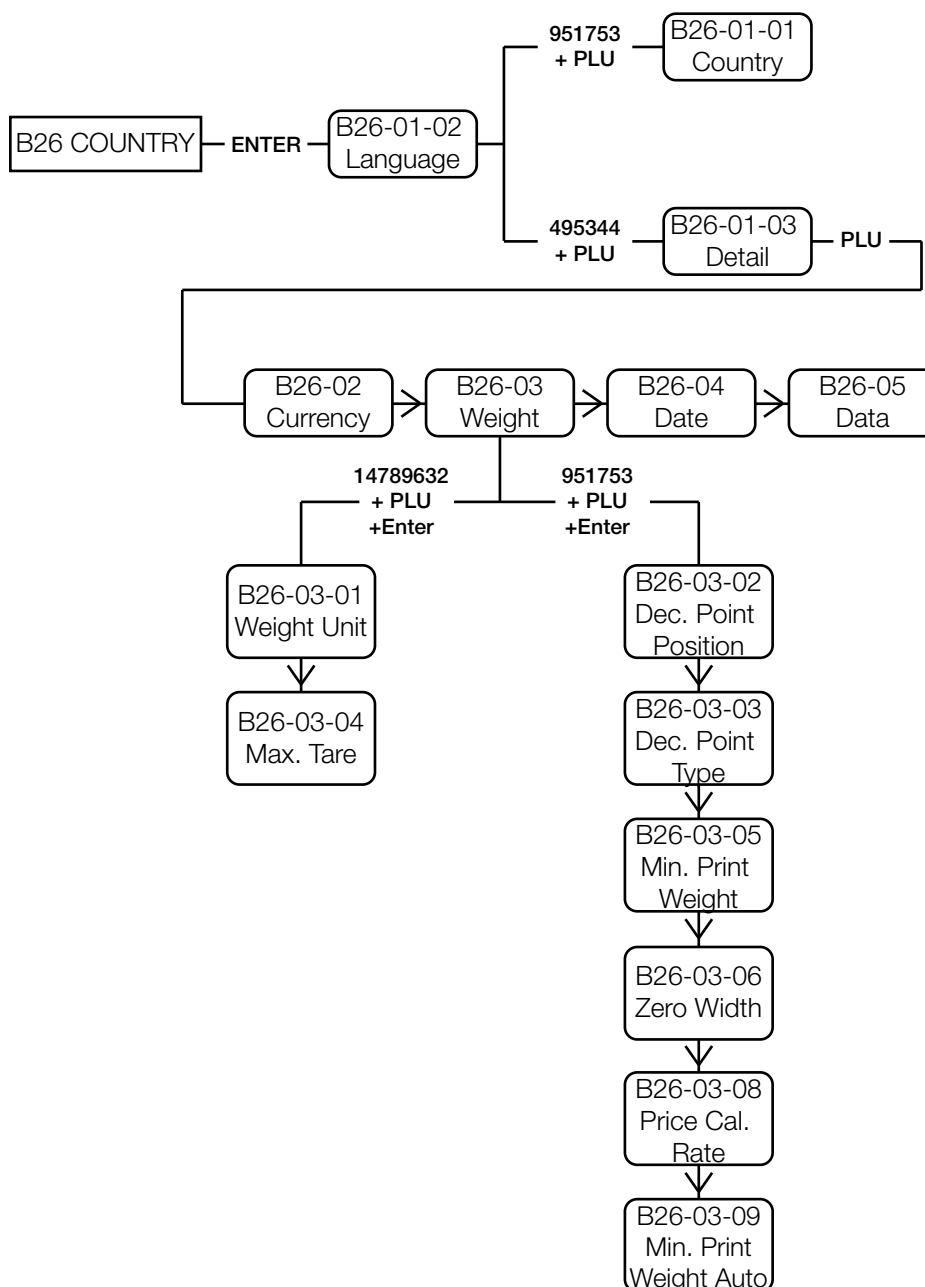 951753
+ PLU
B26-01-01
Country
B26 COUNTRY
ENTER
B26-01-02
Language
495344
+ PLU
B26-01-03
Detail
PLU
B26-02
Currency
B26-03
Weight
B26-04
Date
B26-05
Data
14789632
+ PLU
+Enter
951753
+ PLU
+Enter
B26-03-01
Weight Unit
B26-03-04
Max. Tare
B26-03-02
Dec. Point
Position
B26-03-03
Dec. Point
Type
B26-03-05
Min. Print
Weight
B26-03-06
Zero Width
B26-03-08
Price Cal.
Rate
B26-03-09
Min. Print
Weight Auto